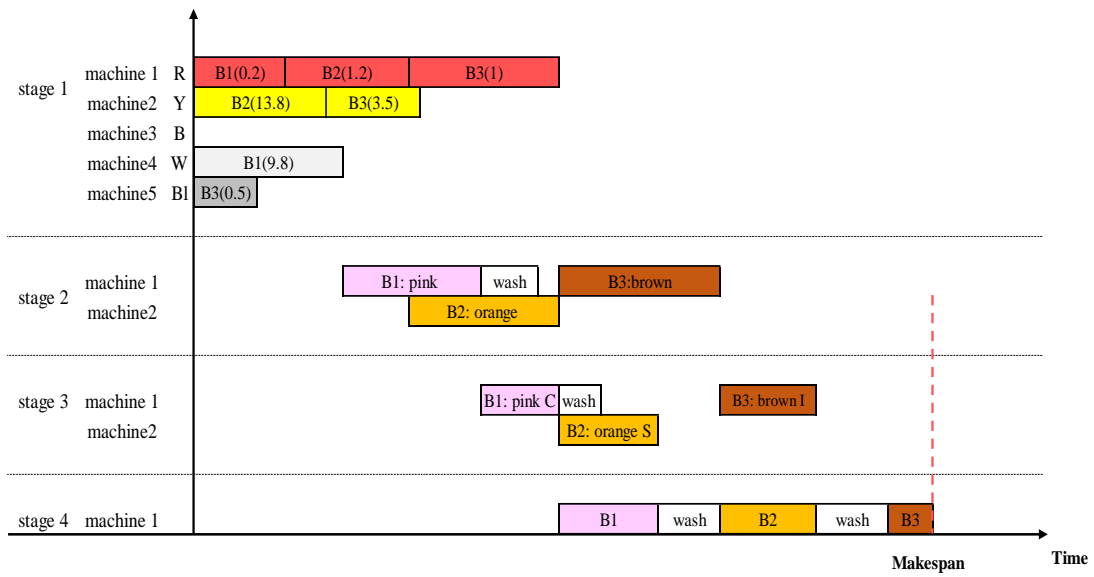 machine 1 R B1(0.2) B2(1.2) B3(1)
stage 1
machine2 Y B2(13.8) B3(3.5)
machine3 B
machine4 W B1(9.8)
machine5 Bl B3(0.5)
machine 1 B1: pink wash B3:brown
stage 2
machine2 B2: orange
stage 3 machine 1 B1: pink C wash B3: brown I
machine2 B2: orange S
stage 4 machine 1 B1 wash B2 wash B3
Makespan Time